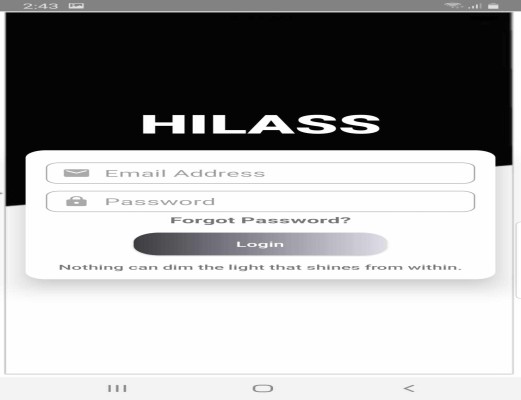 2:43
HILASS
Email Address
Password
Forgot Password?
Login
Nothing can dim the light that shines from within.